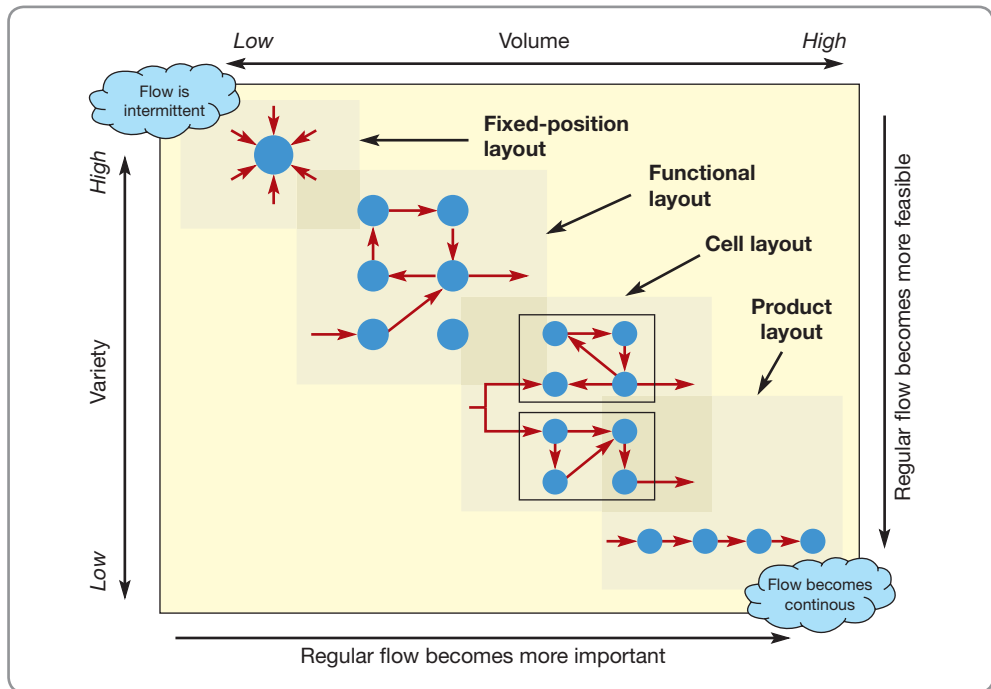 Low
Volume
High
Flow is
intermittent
Fixed-position
layout
Functional
layout
Cell layout
Product
layout
High
Variety
Low
Regular flow becomes more feasible
Flow becomes
continous
Regular flow becomes more important